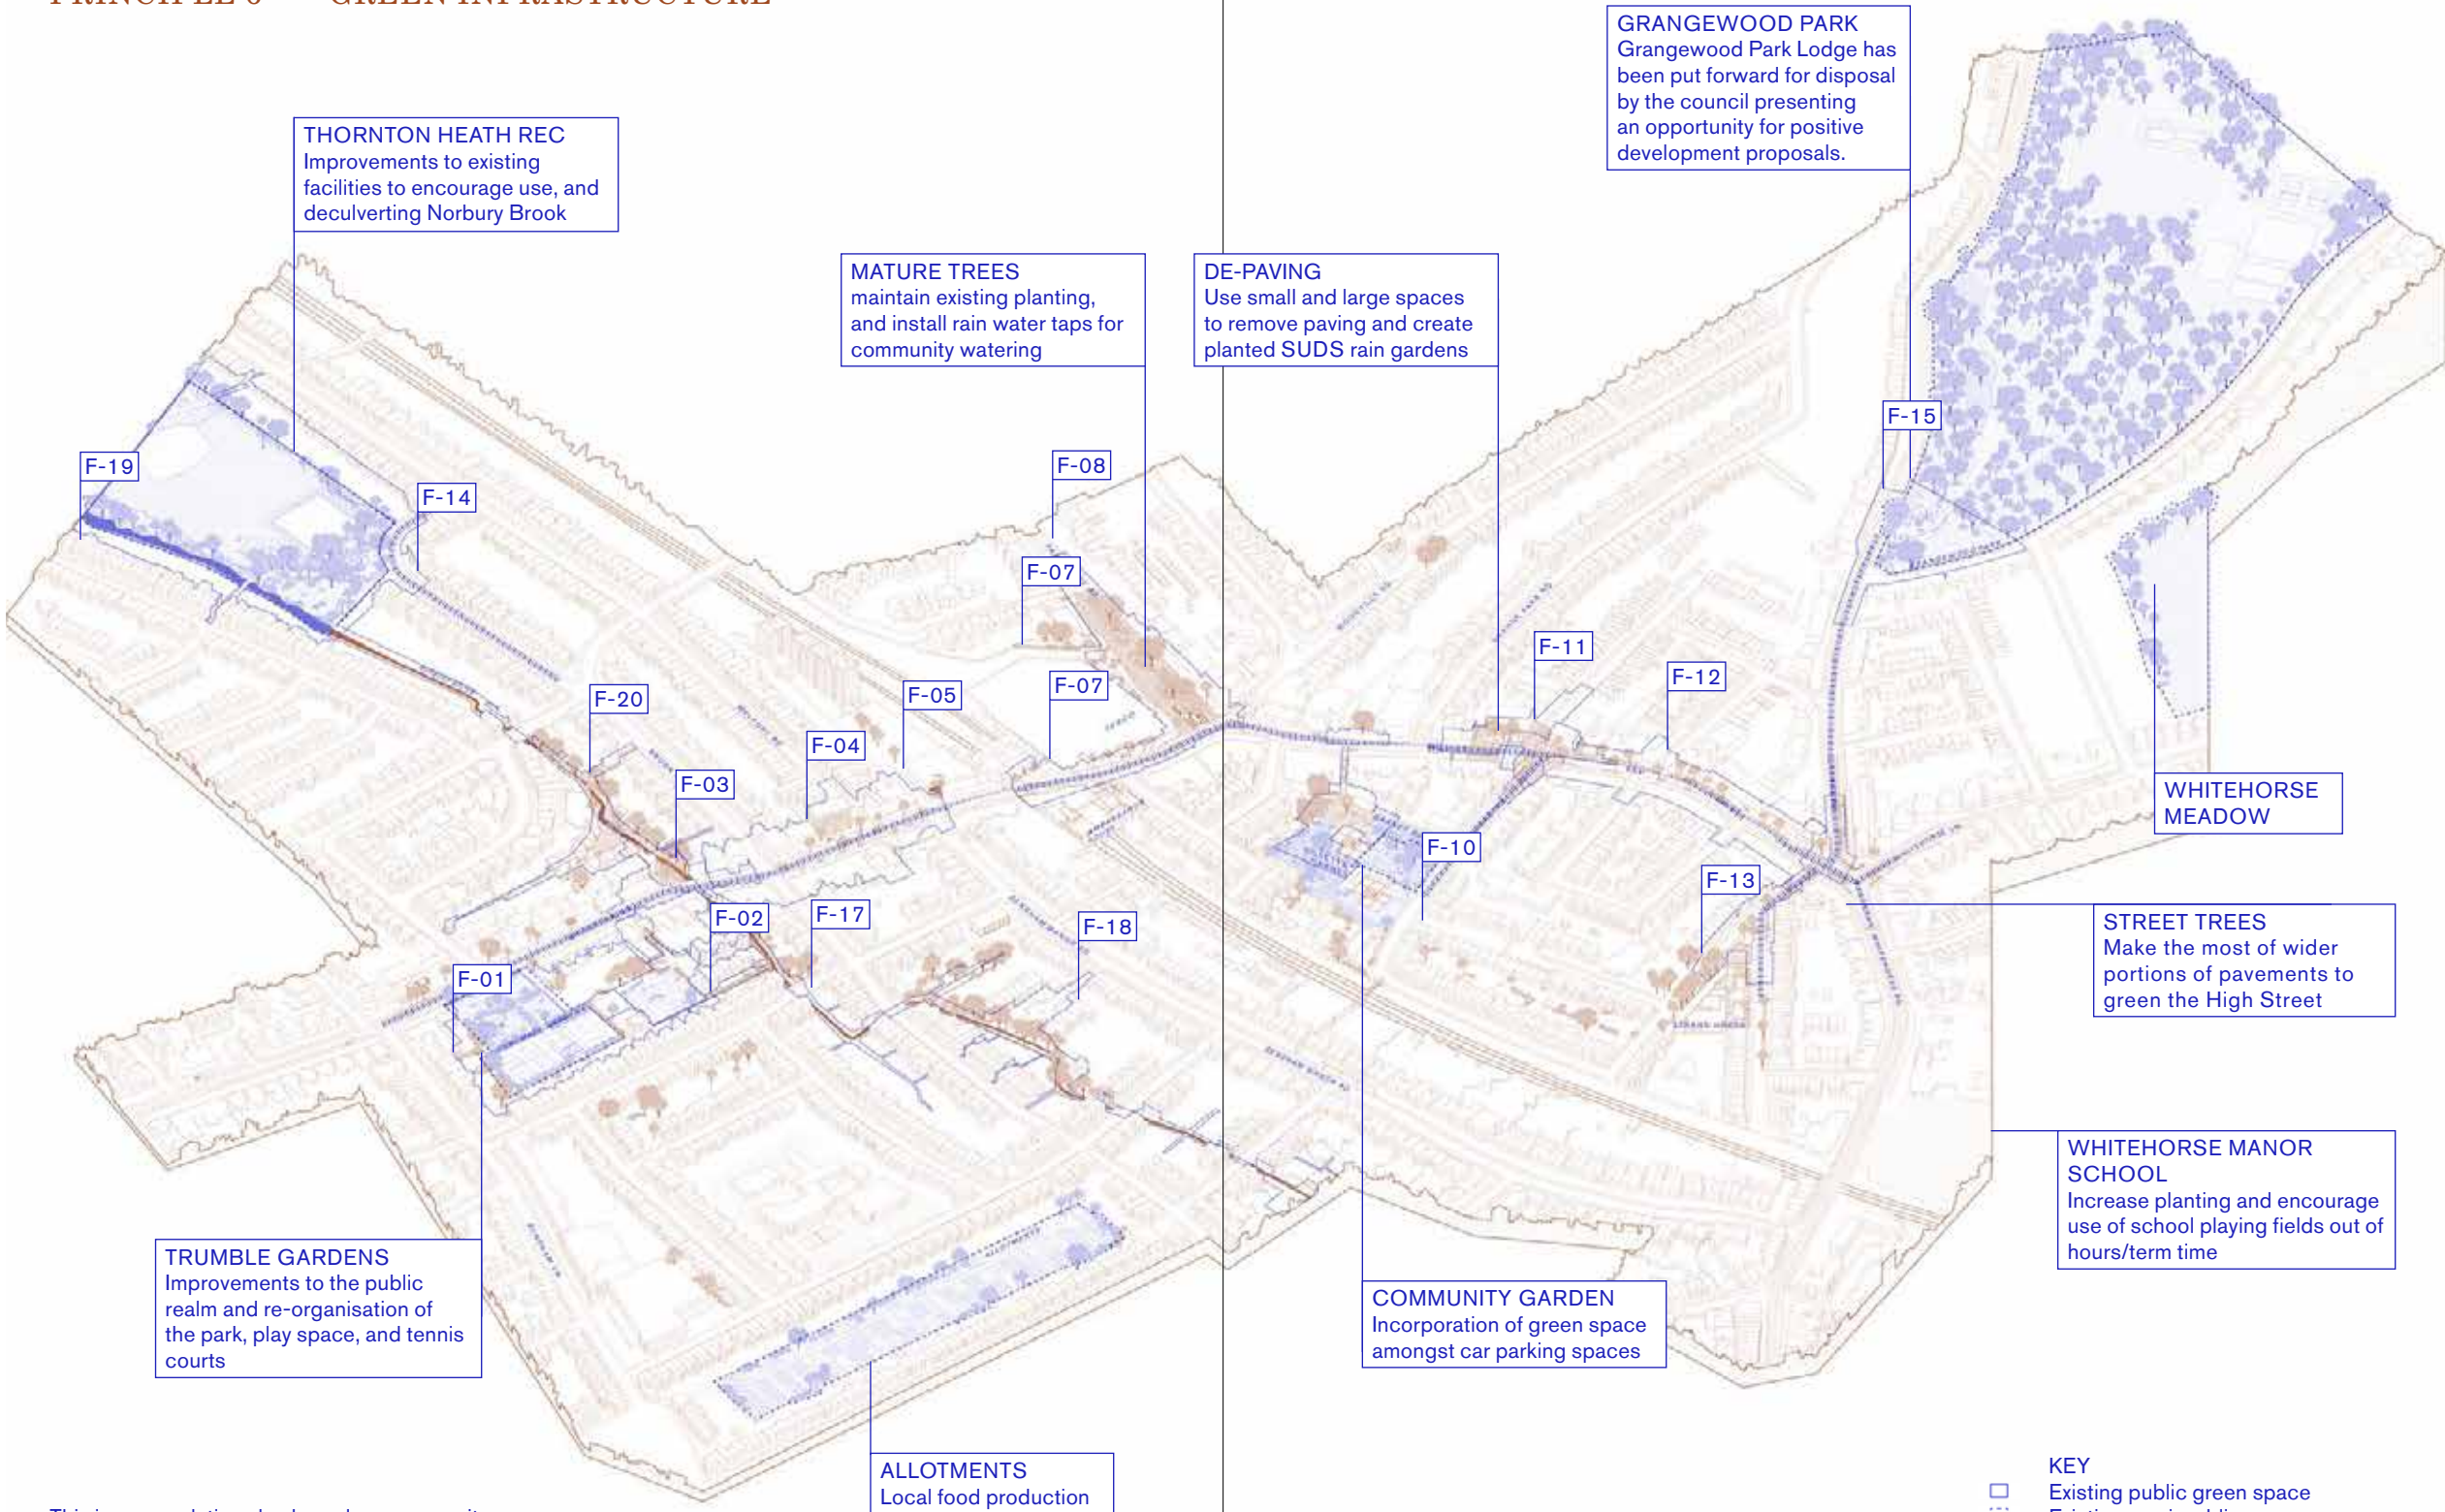 GRANGEWOOD PARK
Grangewood Park Lodge has
been put forward for disposal
by the council presenting
an opportunity for positive
development proposals.
THORNTON HEATH REC
Improvements to existing
facilities to encourage use, and
deculverting Norbury Brook
MATURE TREES
maintain existing planting,
and install rain water taps for
community watering
DE-PAVING
Use small and large spaces
to remove paving and create
planted SUDS rain gardens
F-15
F-19
F-08
F-14
F-07
F-11
F-12
F-07
F-05
F-20
F-04
F-03
TESCO
WHITEHORSE
MEADOW
F-10
F-13
F-02
F-17
F-18
STREET TREES
Make the most of wider
portions of pavements to
green the High Street
F-01
WHITEHORSE MANOR
SCHOOL
Increase planting and encourage
use of school playing fields out of
hours/term time
TRUMBLE GARDENS
Improvements to the public
realm and re-organisation of
the park, play space, and tennis
courts
ALLOTMENTS
COMMUNITY GARDEN
Incorporation of green space
amongst car parking spaces
ALLOTMENTS
Local food production
KEY
Existing public green space